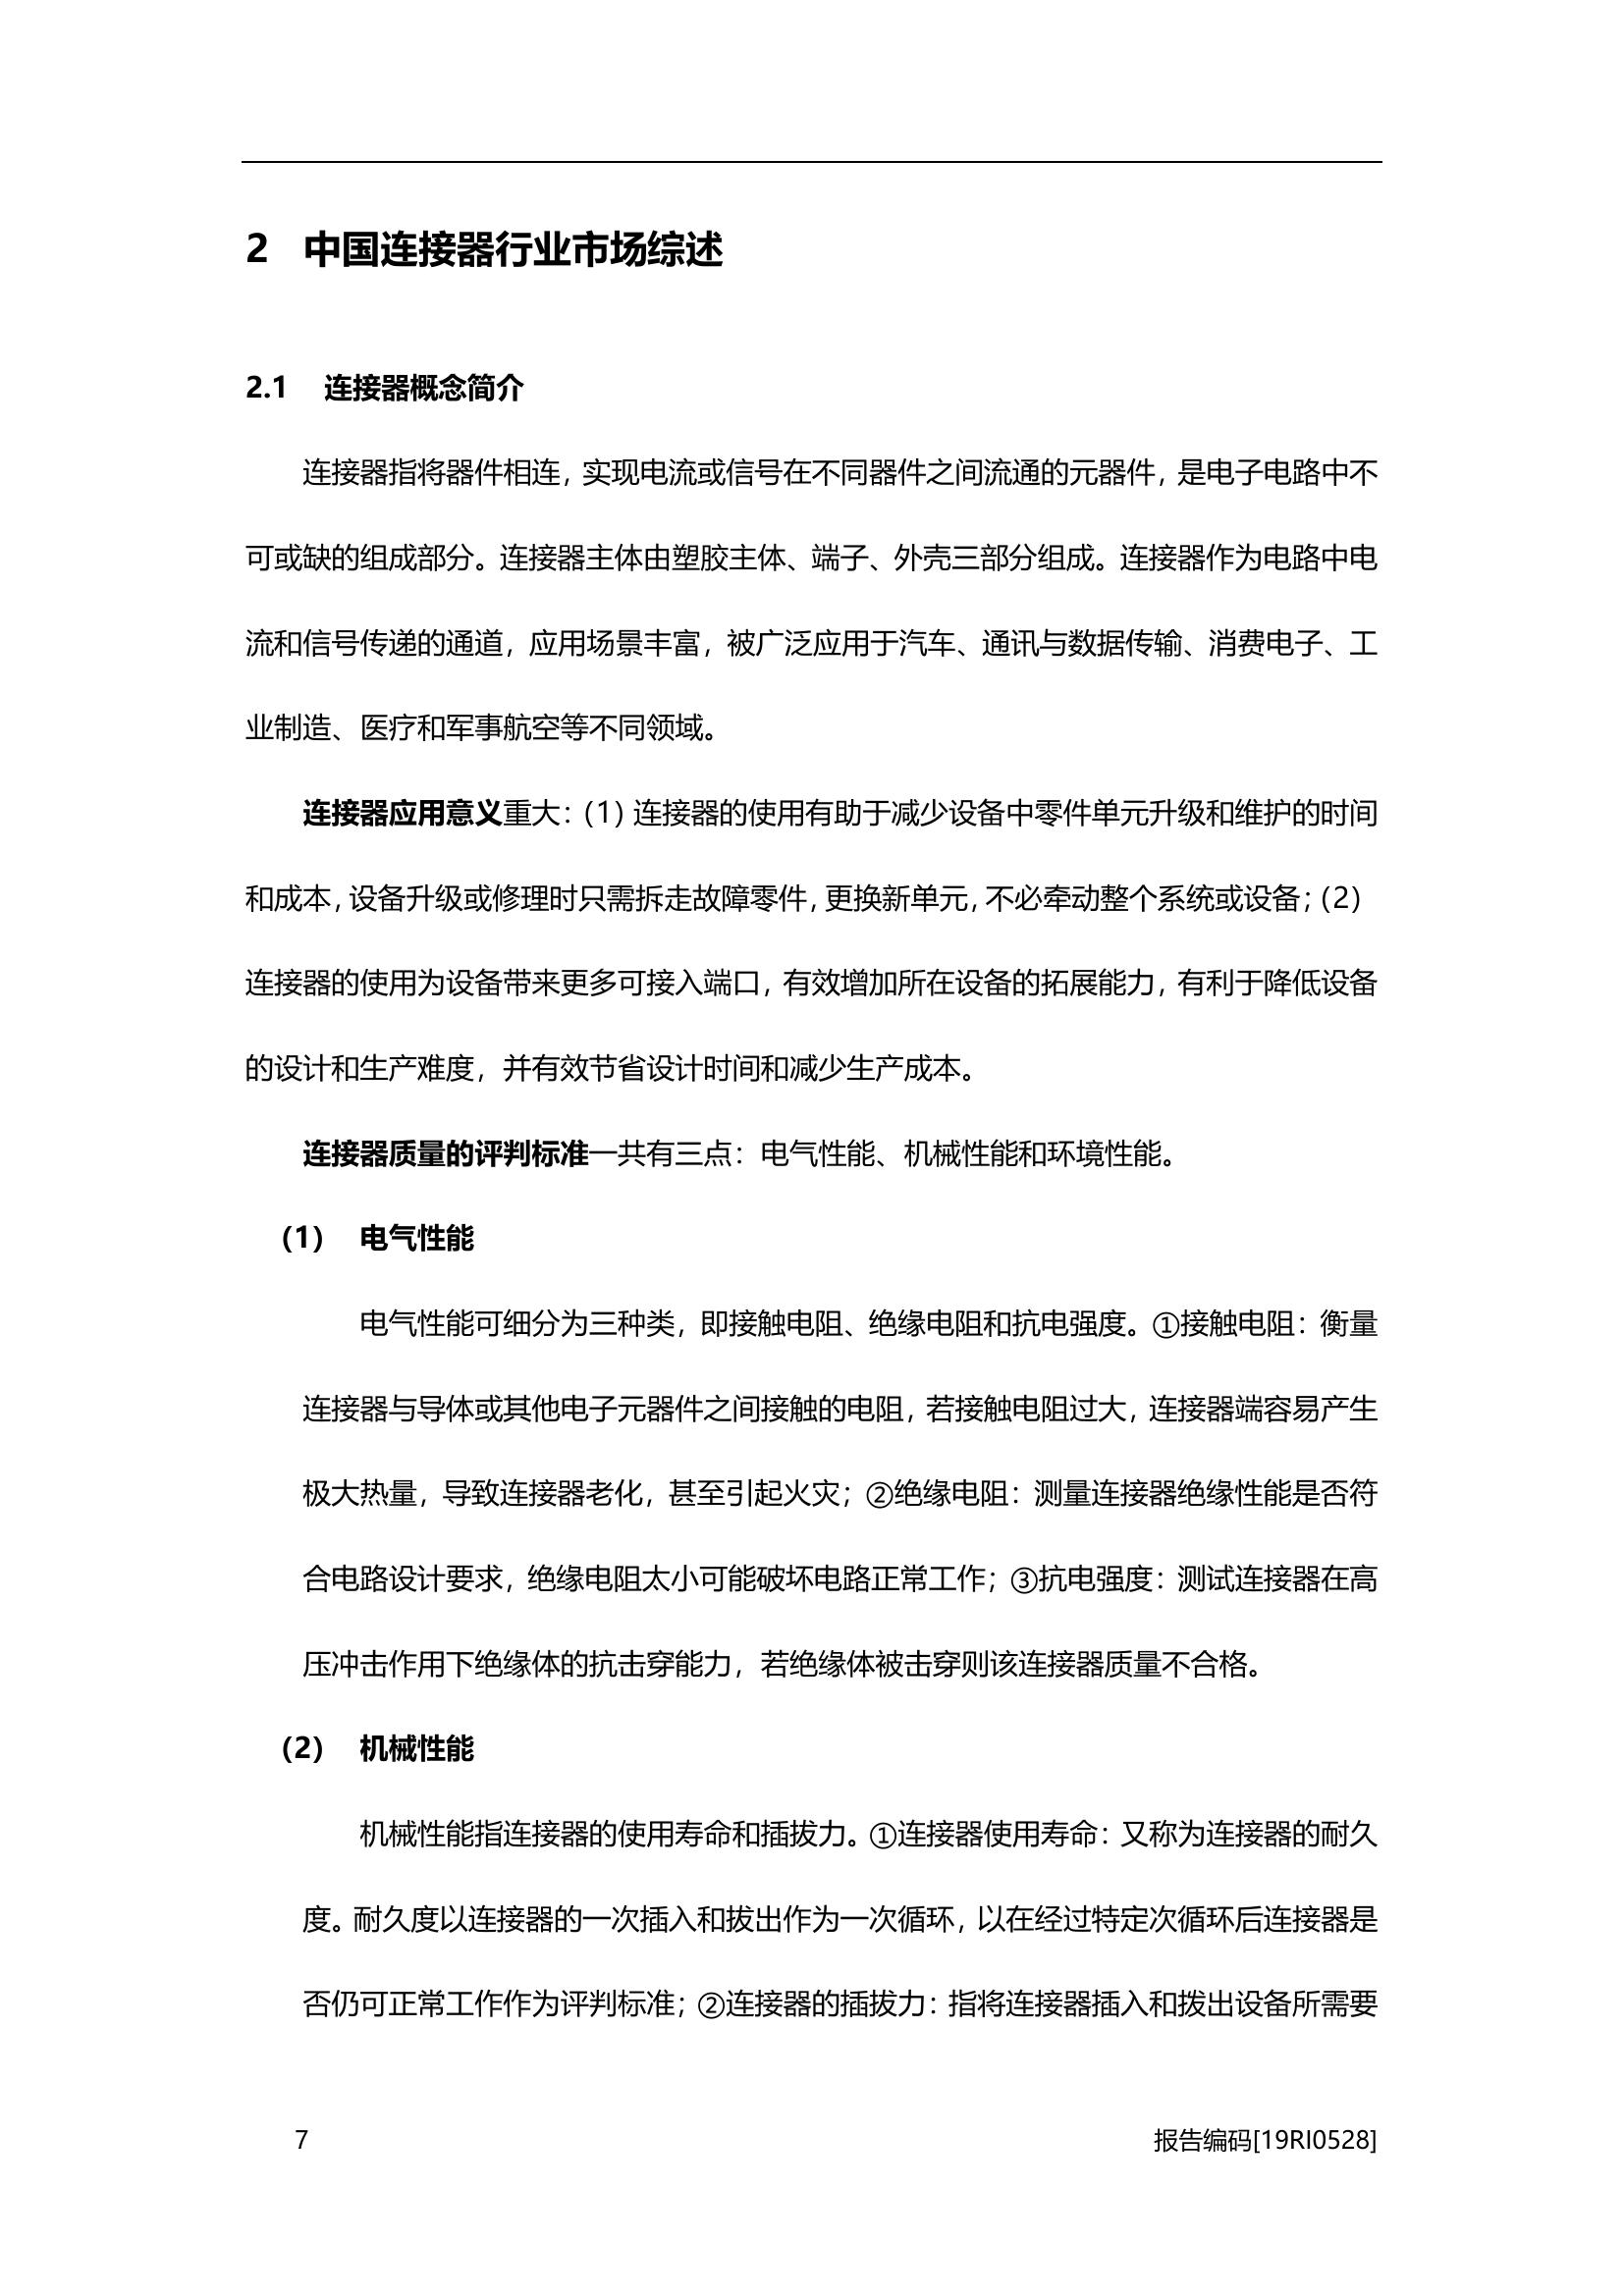 2 中国连接器行业市场综述
2.1 连接器概念简介
连接器指将器件相连，实现电流或信号在不同器件之间流通的元器件，是电子电路中不
可或缺的组成部分。连接器主体由塑胶主体、端子、外壳三部分组成。连接器作为电路中电
流和信号传递的通道，应用场景丰富，被广泛应用于汽车、通讯与数据传输、消费电子、工
业制造、医疗和军事航空等不同领域。
连接器应用意义重大：（1）连接器的使用有助于减少设备中零件单元升级和维护的时间
和成本，设备升级或修理时只需拆走故障零件，更换新单元，不必牵动整个系统或设备；（2）
连接器的使用为设备带来更多可接入端口，有效增加所在设备的拓展能力，有利于降低设备
的设计和生产难度，并有效节省设计时间和减少生产成本。
连接器质量的评判标准一共有三点：电气性能、机械性能和环境性能。
（1） 电气性能
电气性能可细分为三种类，即接触电阻、绝缘电阻和抗电强度。①接触电阻：衡量
连接器与导体或其他电子元器件之间接触的电阻，若接触电阻过大，连接器端容易产生
极大热量，导致连接器老化，甚至引起火灾；②绝缘电阻：测量连接器绝缘性能是否符
合电路设计要求，绝缘电阻太小可能破坏电路正常工作；③抗电强度：测试连接器在高
压冲击作用下绝缘体的抗击穿能力，若绝缘体被击穿则该连接器质量不合格。
（2） 机械性能
机械性能指连接器的使用寿命和插拔力。①连接器使用寿命：又称为连接器的耐久
度。耐久度以连接器的一次插入和拔出作为一次循环，以在经过特定次循环后连接器是
否仍可正常工作作为评判标准；②连接器的插拔力：指将连接器插入和拨出设备所需要
7 报告编码[19RI0528]